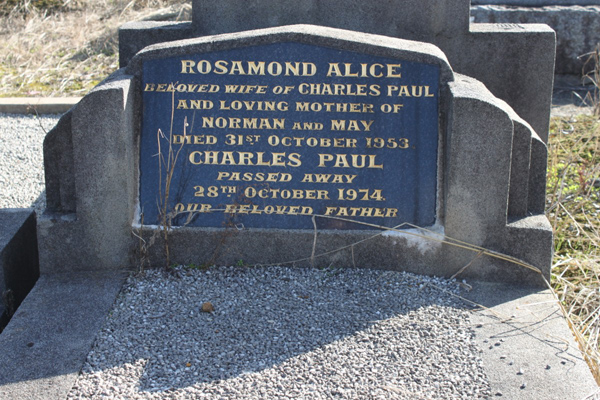 ROSAMOND ALICE
BELOVED WIFE OF CHARLES PAUL
AND LOVING MOTHER OF
NORMAN AND MAY
DIED 31ST OCTOBER 1953
CHARLES PAUL
PASSED AWAY
28TH OCTOBER 1974.
OUR BELOVED FATHER